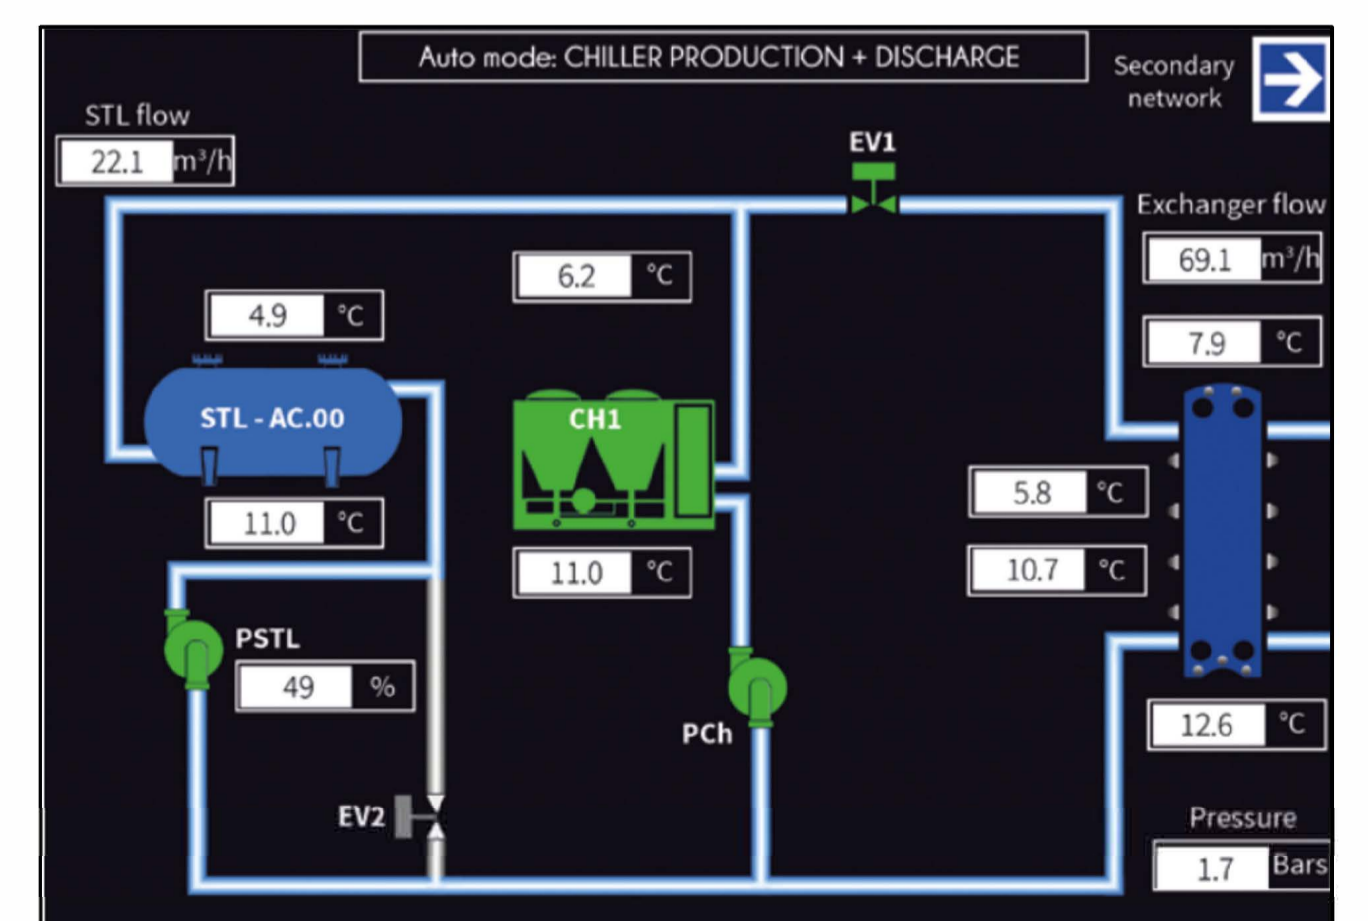 Auto mode: CHILLER PRODUCTION + DISCHARGE
Secondary
network
STL flow
22.1 m³/h
EV1
Exchanger flow
69.1 m³/h
6.2 °C
4.9 °C
7.9 °C
STL - AC.00
CH1
5.8 °C
11.0 °C
11.0 °C
10.7 °C
PSTL
49 %
PCh
12.6 °C
EV2
Pressure
1.7 Bars